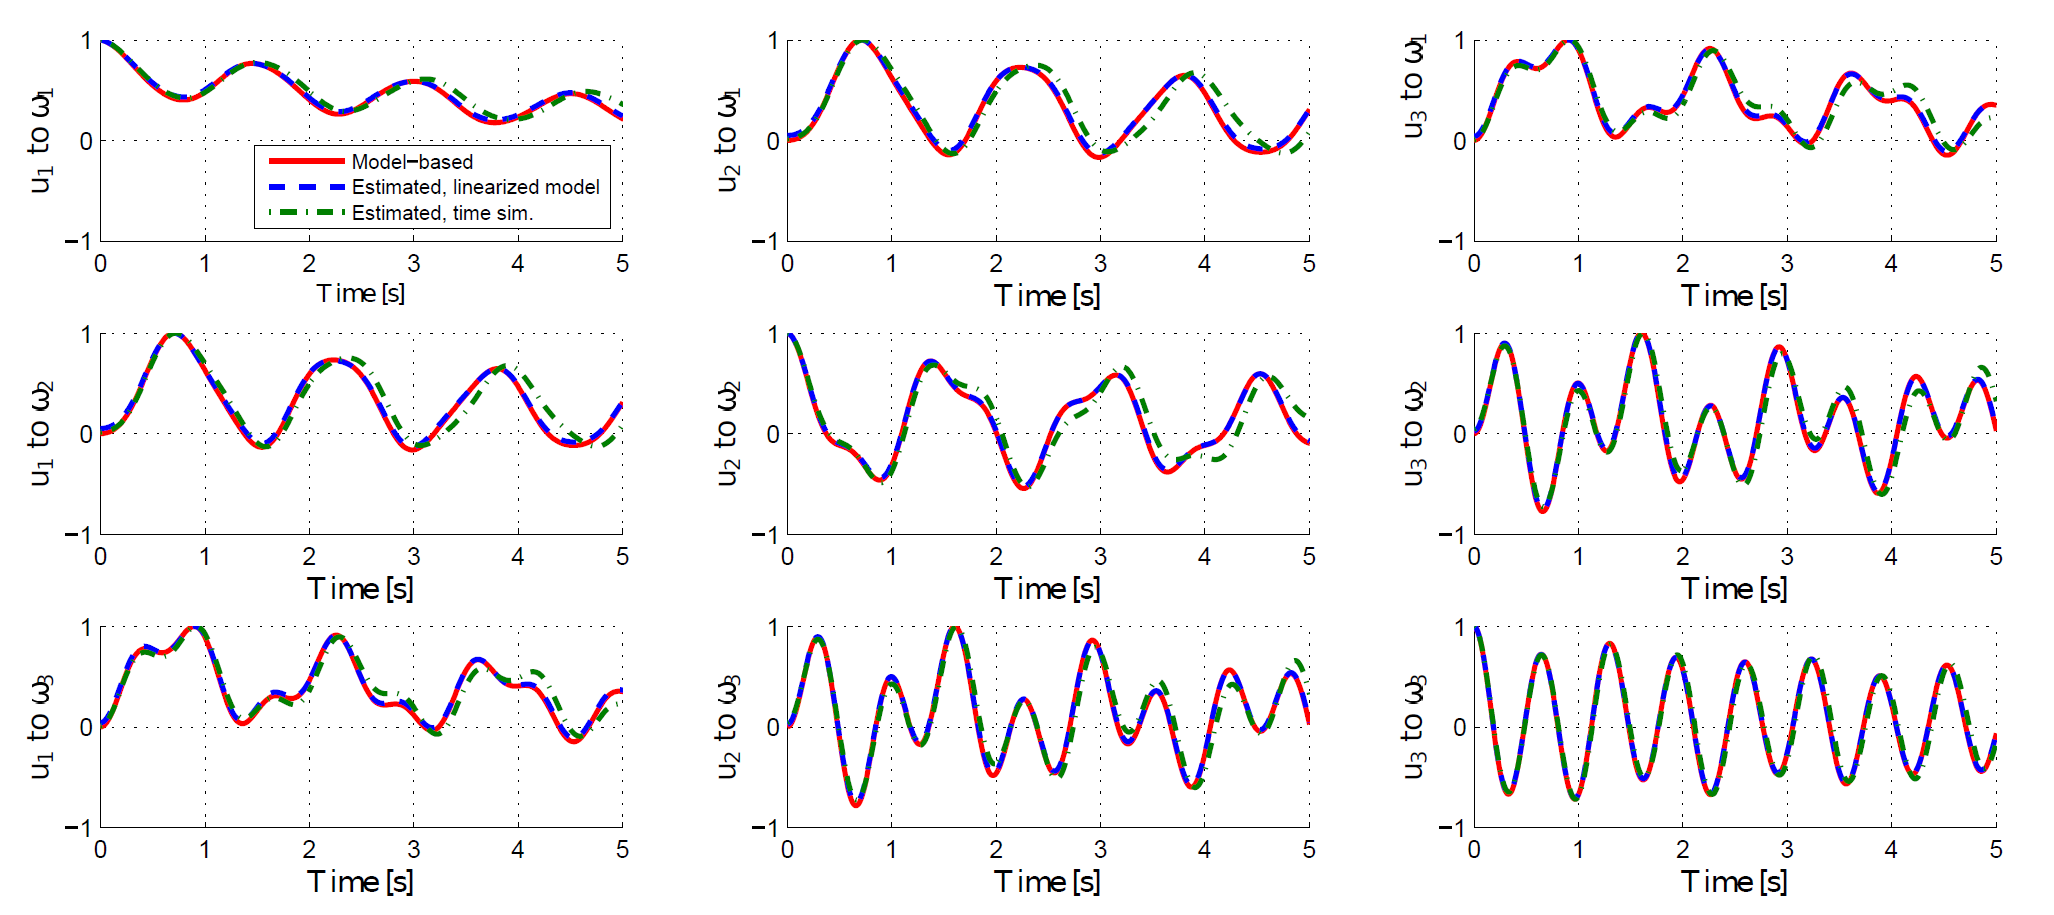 u1 to ω1
1
0
−1
0 1 2 3 4 5
Time [s]
Model−based
Estimated, linearized model
Estimated, time sim.
u2 to ω1
1
0
−1
0 1 2 3 4 5
Time [s]
u3 to ω1
1
0
−1
0 1 2 3 4 5
Time [s]
u1 to ω2
1
0
−1
0 1 2 3 4 5
Time [s]
u2 to ω2
1
0
−1
0 1 2 3 4 5
Time [s]
u3 to ω2
1
0
−1
0 1 2 3 4 5
Time [s]
u1 to ω3
1
0
−1
0 1 2 3 4 5
Time [s]
u2 to ω3
1
0
−1
0 1 2 3 4 5
Time [s]
u3 to ω3
1
0
−1
0 1 2 3 4 5
Time [s]